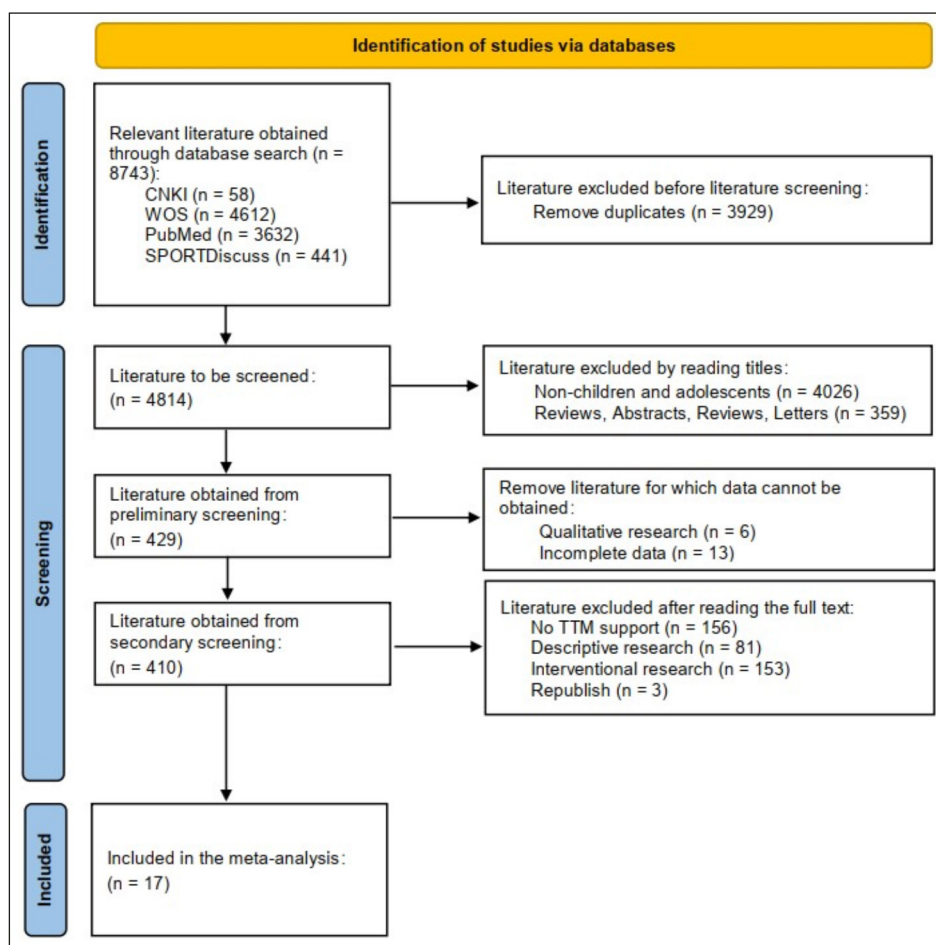 Identification of studies via databases
Identification
Relevant literature obtained
through database search (n =
8743):
CNKI (n = 58)
WOS (n = 4612)
PubMed (n = 3632)
SPORTDiscuss (n = 441)
Literature excluded before literature screening:
Remove duplicates (n = 3929)
Screening
Literature to be screened:
(n = 4814)
Literature excluded by reading titles:
Non-children and adolescents (n = 4026)
Reviews, Abstracts, Reviews, Letters (n = 359)
Literature obtained from
preliminary screening:
(n = 429)
Remove literature for which data cannot be
obtained:
Qualitative research (n = 6)
Incomplete data (n = 13)
Literature obtained from
secondary screening:
(n = 410)
Literature excluded after reading the full text:
No TTM support (n = 156)
Descriptive research (n = 81)
Interventional research (n = 153)
Republish (n = 3)
Included
Included in the meta-analysis:
(n = 17)